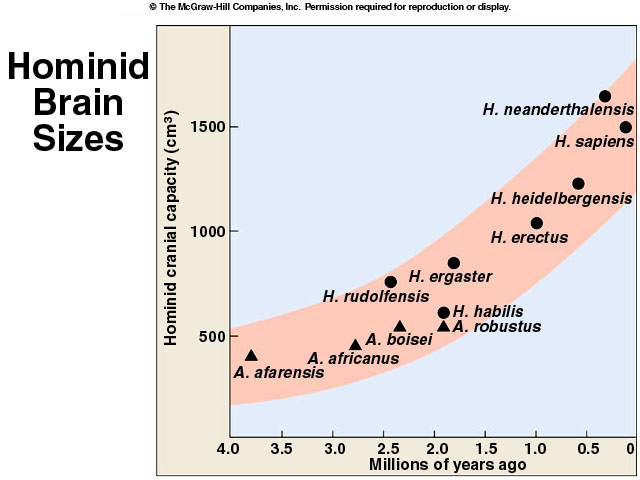 © The McGraw-Hill Companies, Inc. Permission required for reproduction or display.
Hominid
Brain
Sizes
Hominid cranial capacity (cm³)
1500
1000
500
H. neanderthalensis
H. sapiens
H. heidelbergensis
H. erectus
H. ergaster
H. rudolfensis
H. habilis
A. robustus
A. boisei
A. africanus
A. afarensis
4.0 3.5 3.0 2.5 2.0 1.5 1.0 0.5 0
Millions of years ago